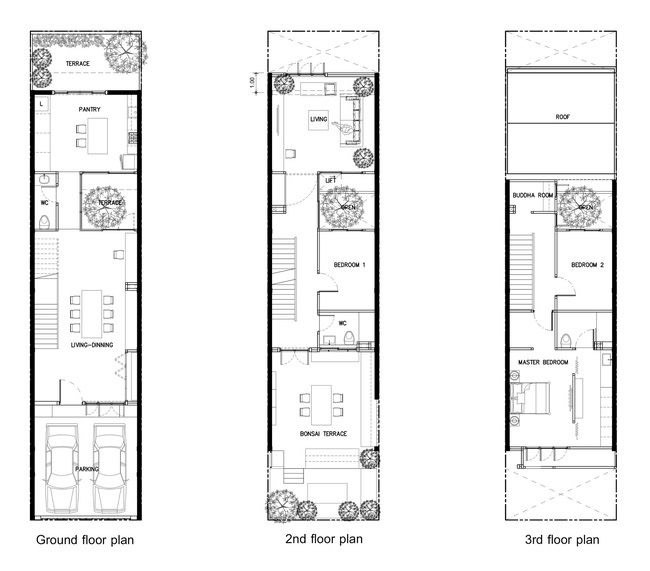 TERRACE
L
PANTRY
WC
TERRACE
LIVING-DINNING
PARKING
Ground floor plan
1.00
LIVING
LIFT
OPEN
BEDROOM 1
WC
BONSAI TERRACE
2nd floor plan
ROOF
BUDDHA ROOM
OPEN
BEDROOM 2
MASTER BEDROOM
3rd floor plan